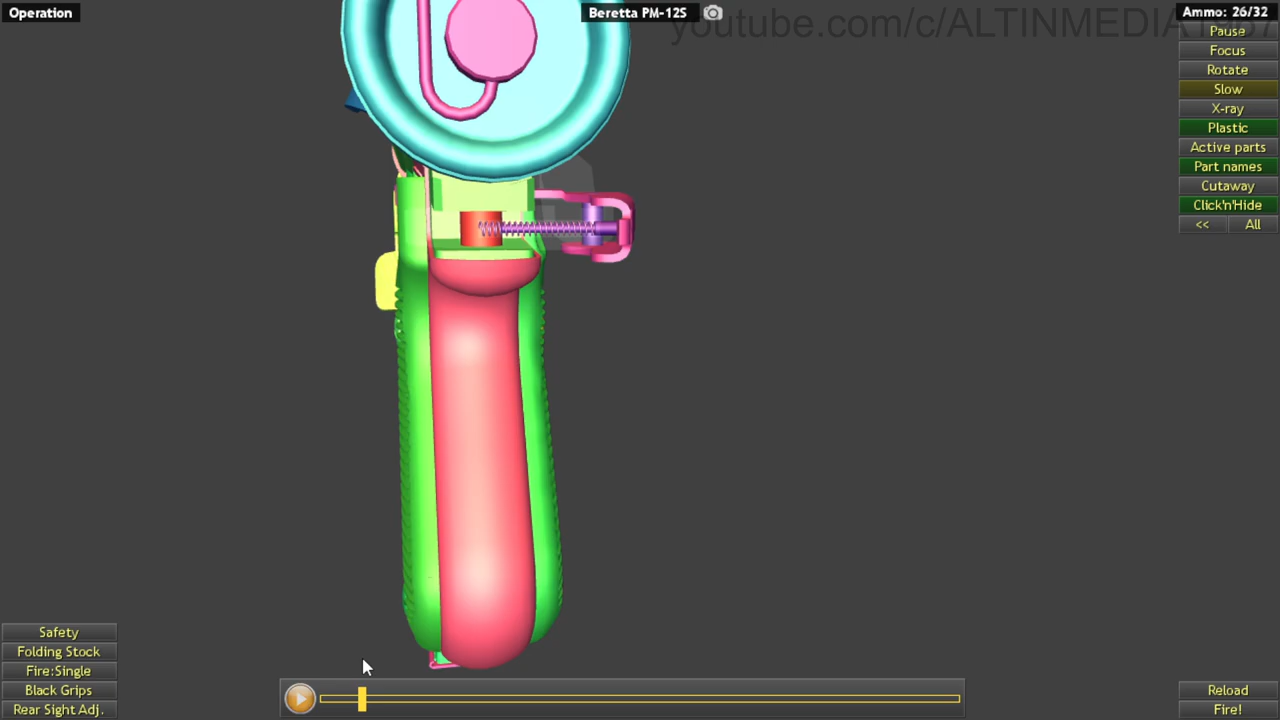 Operation
Beretta PM-12S
youtube.com/c/ALTINMEDIA1987
Ammo: 26/32
Pause
Focus
Rotate
Slow
X-ray
Plastic
Active parts
Part names
Cutaway
Click'n'Hide
<< All
Safety
Folding Stock
Fire:Single
Black Grips
Rear Sight Adj.
Reload
Fire!